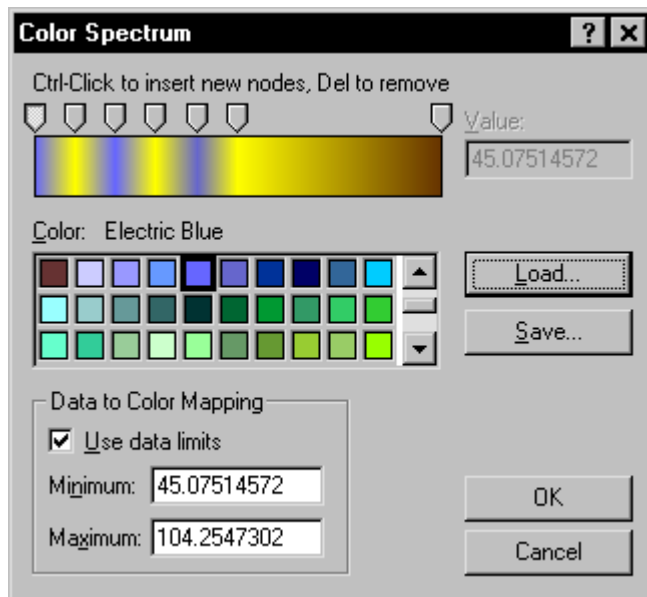 Color Spectrum
Ctrl-Click to insert new nodes, Del to remove
Value:
45.07514572
Color: Electric Blue
Load...
Save...
Data to Color Mapping
Use data limits
Minimum: 45.07514572
Maximum: 104.2547302
OK
Cancel